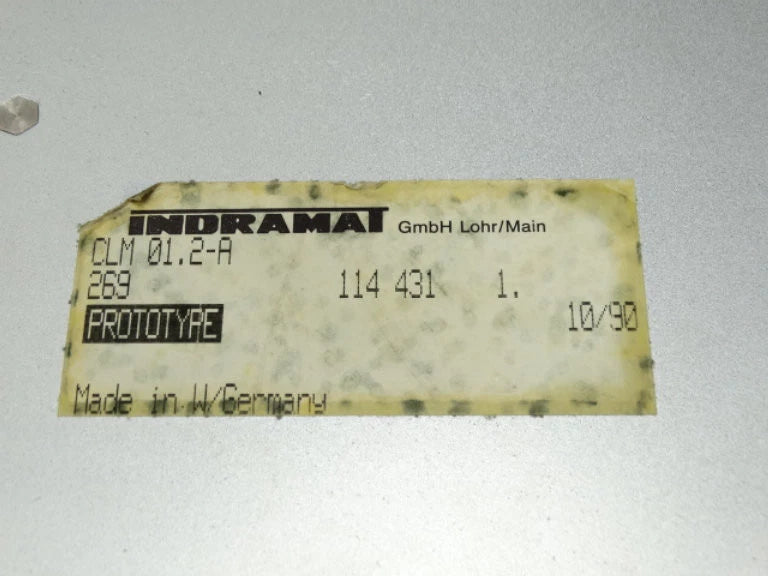 INDRAMAT GmbH Lohr/Main
CLM 01.2-A
269 114 431 1.
PROTOTYPE 10/90
Made in W/Germany